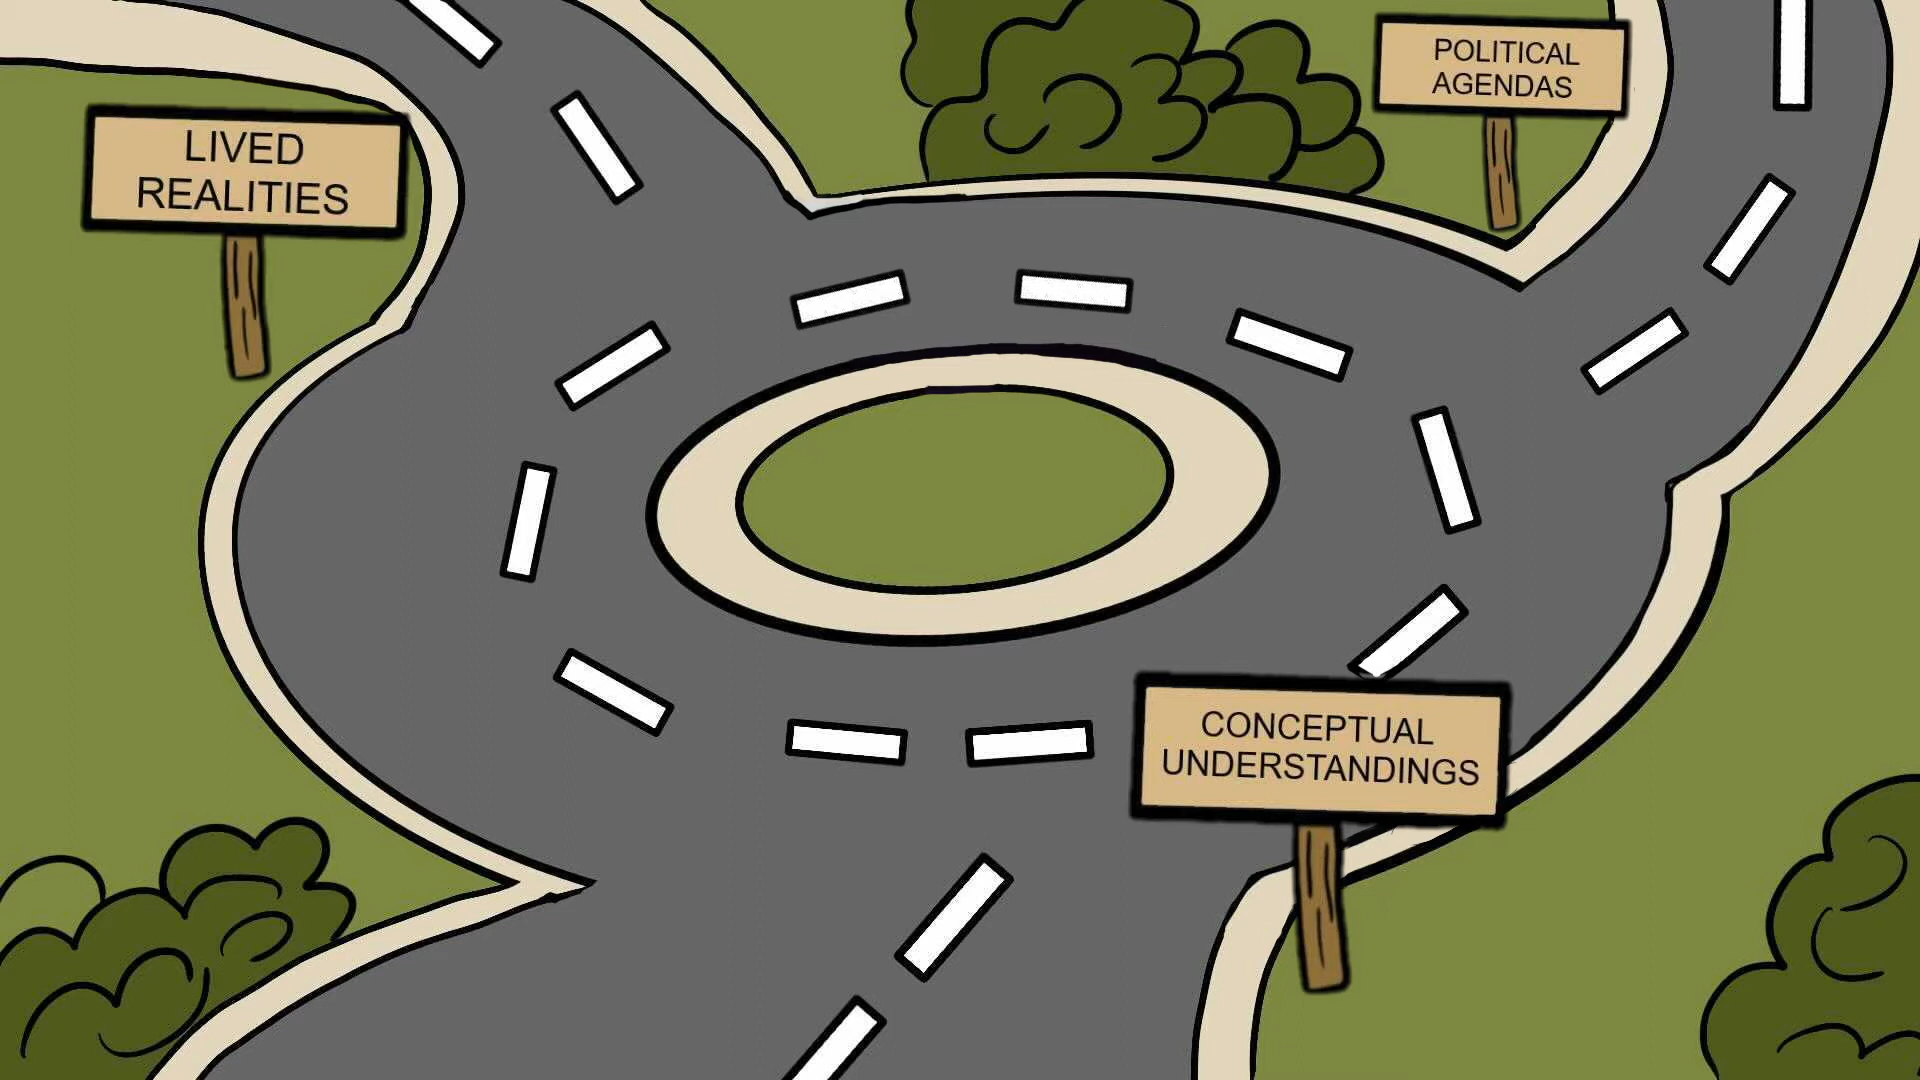 LIVED
REALITIES
POLITICAL
AGENDAS
CONCEPTUAL
UNDERSTANDINGS